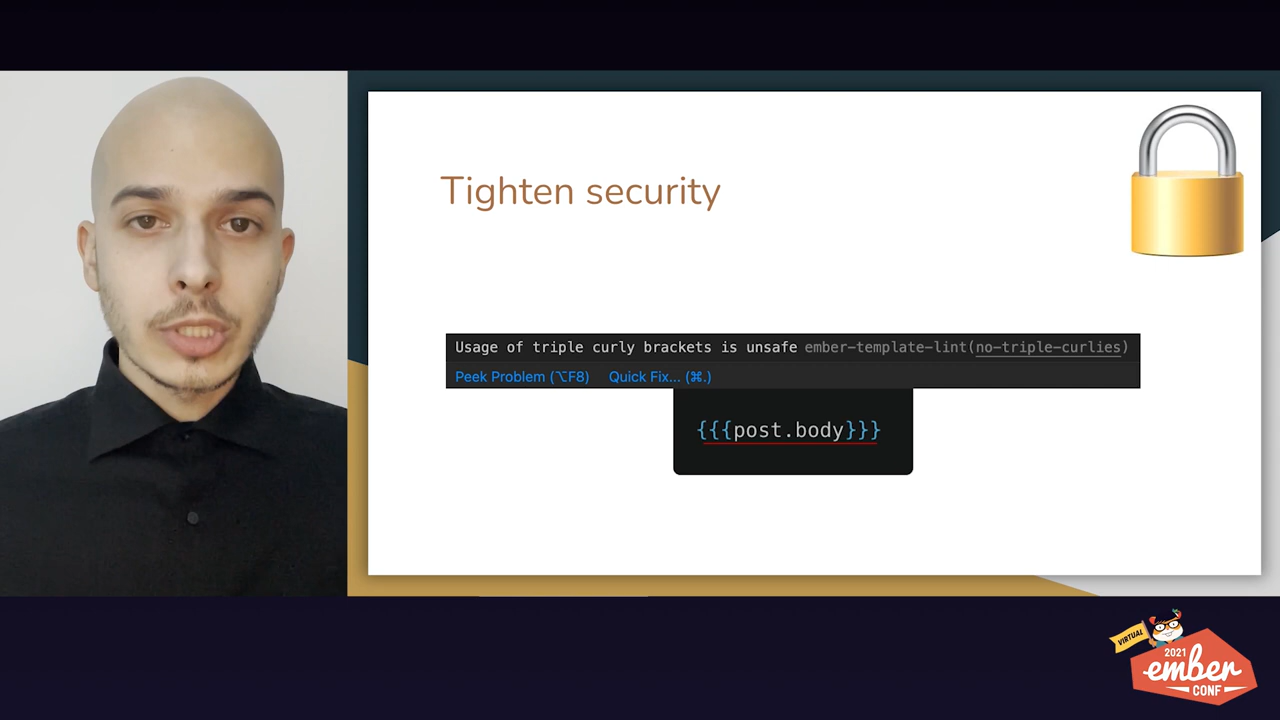 Tighten security
Usage of triple curly brackets is unsafe ember-template-lint(no-triple-curlies)
Peek Problem (⌥F8) Quick Fix... (⌘.)
{{{post.body}}}
VIRTUAL
2021
ember
CONF